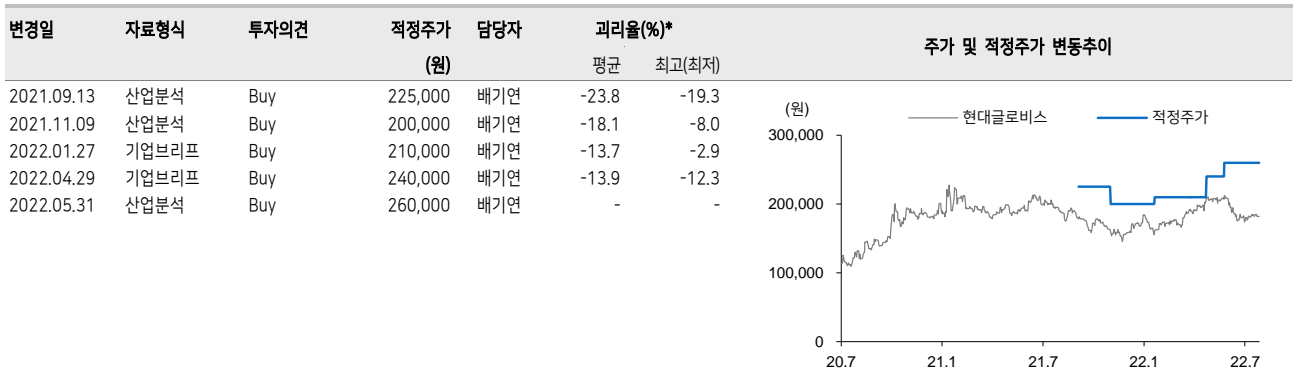 변경일 자료형식 투자의견 적정주가 담당자 괴리율(%)*
(원) 평균 최고(최저)
2021.09.13 산업분석 Buy 225,000 배기연 -23.8 -19.3
2021.11.09 산업분석 Buy 200,000 배기연 -18.1 -8.0
2022.01.27 기업브리프 Buy 210,000 배기연 -13.7 -2.9
2022.04.29 기업브리프 Buy 240,000 배기연 -13.9 -12.3
2022.05.31 산업분석 Buy 260,000 배기연 - -
주가 및 적정주가 변동추이
(원)
현대글로비스 적정주가
300,000
200,000
100,000
0
20.7 21.1 21.7 22.1 22.7